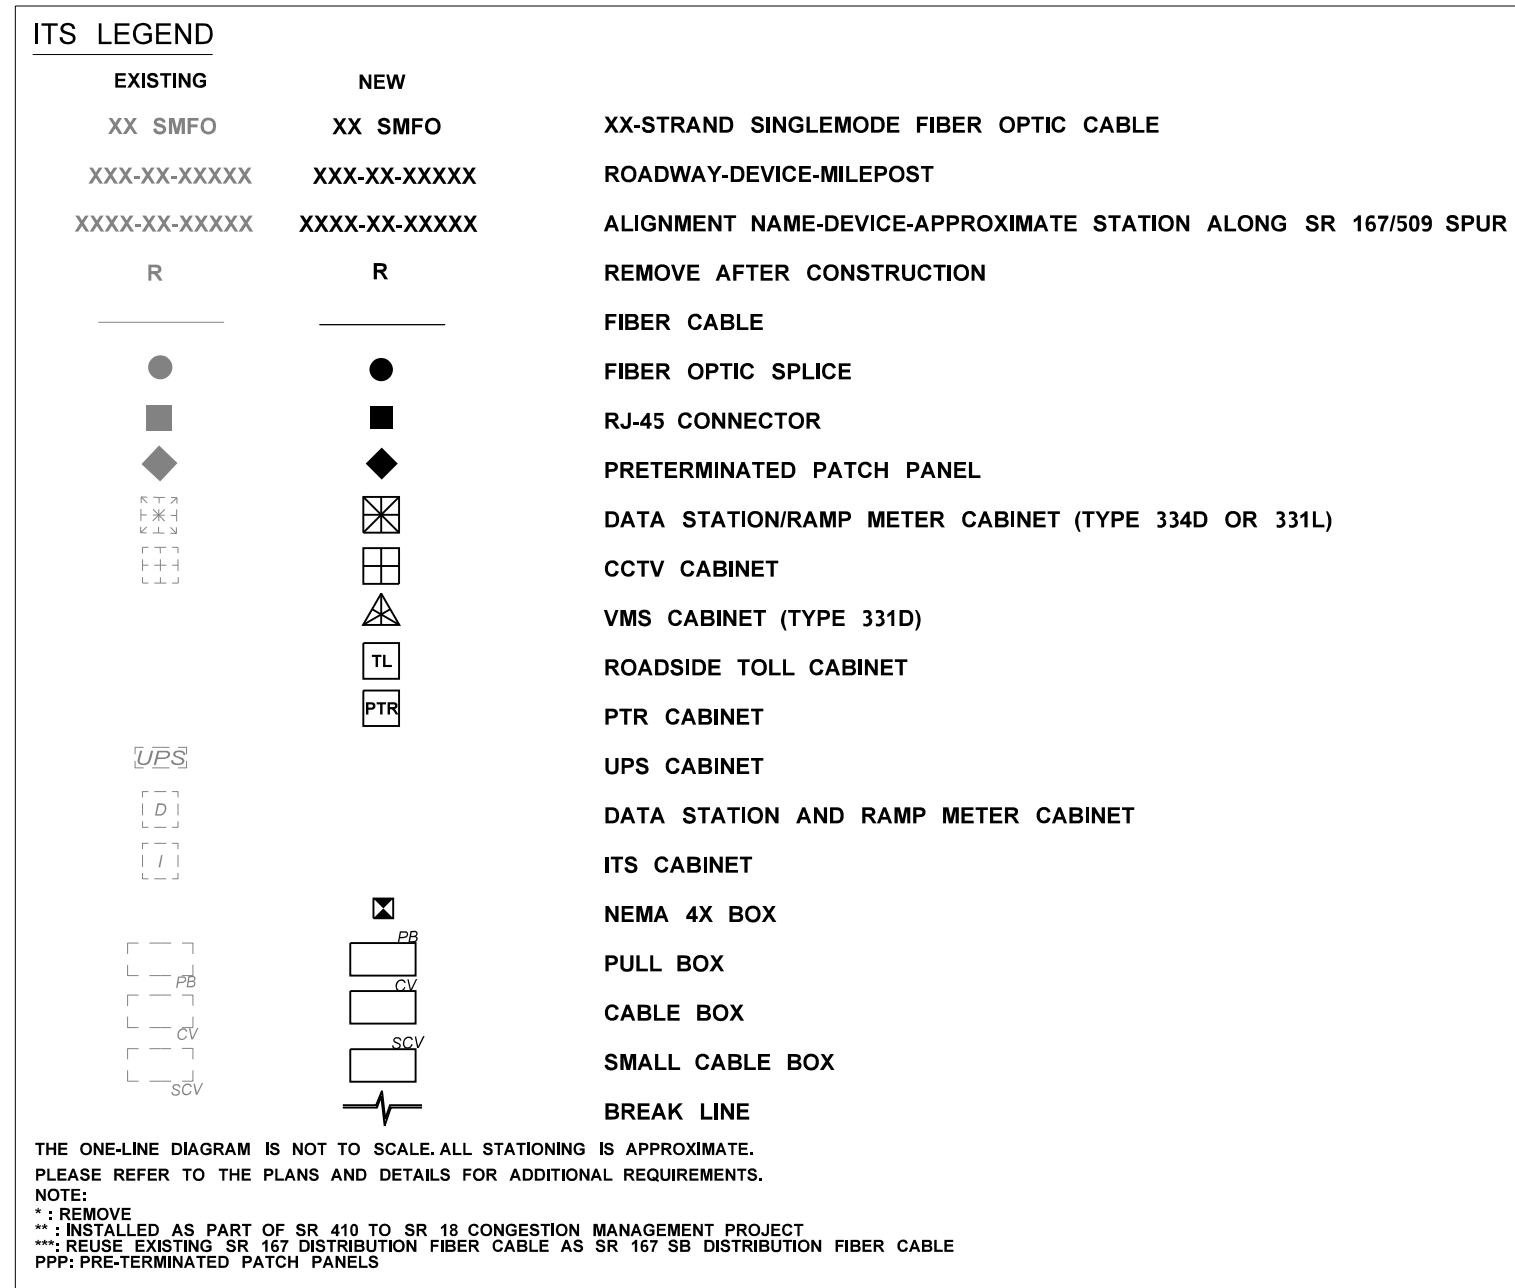 ITS LEGEND
EXISTING NEW
XX SMFO XX SMFO XX-STRAND SINGLEMODE FIBER OPTIC CABLE
XXX-XX-XXXXX XXX-XX-XXXXX ROADWAY-DEVICE-MILEPOST
XXXX-XX-XXXXX XXXX-XX-XXXXX ALIGNMENT NAME-DEVICE-APPROXIMATE STATION ALONG SR 167/509 SPUR
R R REMOVE AFTER CONSTRUCTION
FIBER CABLE
FIBER OPTIC SPLICE
RJ-45 CONNECTOR
PRETERMINATED PATCH PANEL
DATA STATION/RAMP METER CABINET (TYPE 334D OR 331L)
CCTV CABINET
VMS CABINET (TYPE 331D)
TL ROADSIDE TOLL CABINET
PTR PTR CABINET
UPS UPS CABINET
D DATA STATION AND RAMP METER CABINET
I ITS CABINET
NEMA 4X BOX
PB PB PULL BOX
CV CV CABLE BOX
SCV SCV SMALL CABLE BOX
BREAK LINE
THE ONE-LINE DIAGRAM IS NOT TO SCALE. ALL STATIONING IS APPROXIMATE.
PLEASE REFER TO THE PLANS AND DETAILS FOR ADDITIONAL REQUIREMENTS.
NOTE:
* : REMOVE
** : INSTALLED AS PART OF SR 410 TO SR 18 CONGESTION MANAGEMENT PROJECT
***: REUSE EXISTING SR 167 DISTRIBUTION FIBER CABLE AS SR 167 SB DISTRIBUTION FIBER CABLE
PPP: PRE-TERMINATED PATCH PANELS